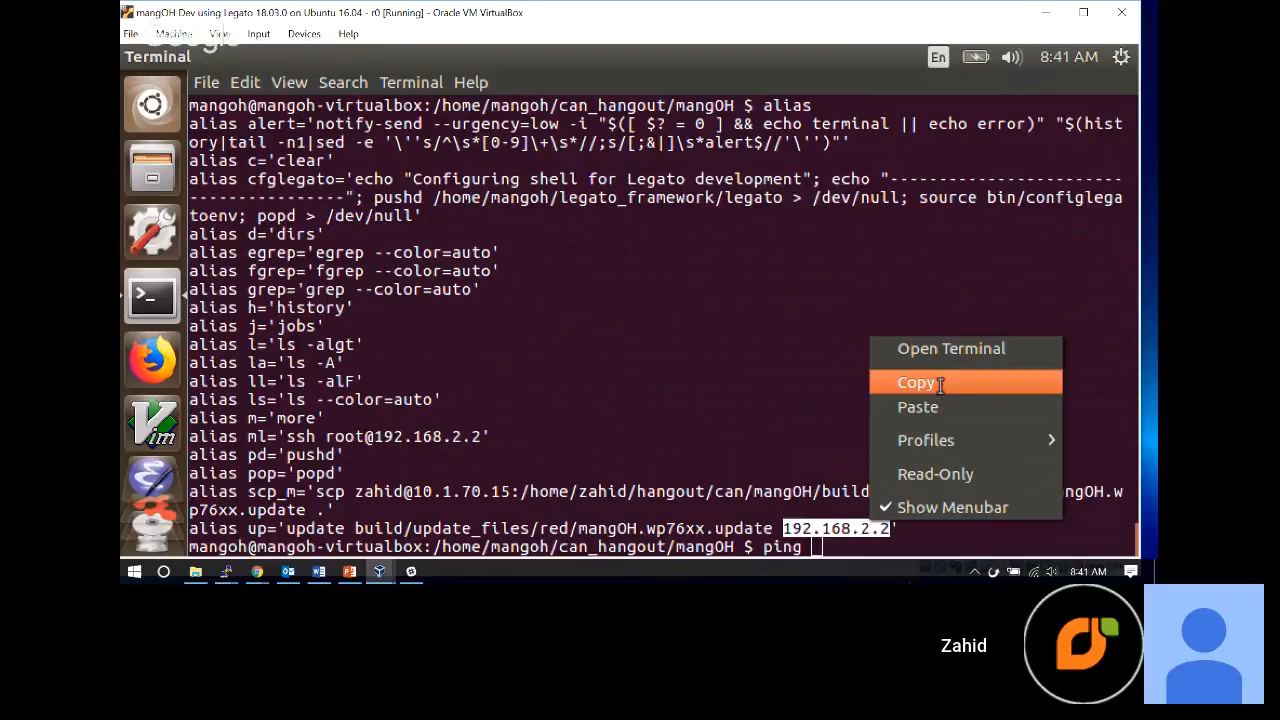 mangOH Dev using Legato 18.03.0 on Ubuntu 16.04 - r0 [Running] - Oracle VM VirtualBox
File Machine View Input Devices Help
Google
Terminal
En
8:41 AM
File Edit View Search Terminal Help
mangoh@mangoh-virtualbox:/home/mangoh/can_hangout/mangOH $ alias
alias alert='notify-send --urgency=low -i "$([ $? = 0 ] && echo terminal || echo error)" "$(hist
ory|tail -n1|sed -e '\''s/^\s*[0-9]\+\s*//;s/[;&|]\s*alert$//'\'')"'
alias c='clear'
alias cfglegato='echo "Configuring shell for Legato development"; echo "------------------------
----------------"; pushd /home/mangoh/legato_framework/legato > /dev/null; source bin/configlega
toenv; popd > /dev/null'
alias d='dirs'
alias egrep='egrep --color=auto'
alias fgrep='fgrep --color=auto'
alias grep='grep --color=auto'
alias h='history'
alias j='jobs'
alias l='ls -algt'
alias la='ls -A'
alias ll='ls -alF'
alias ls='ls --color=auto'
alias m='more'
alias ml='ssh root@192.168.2.2'
alias pd='pushd'
alias pop='popd'
alias scp_m='scp zahid@10.1.70.15:/home/zahid/hangout/can/mangOH/build ngOH.w
p76xx.update .'
alias up='update build/update_files/red/mangOH.wp76xx.update 192.168.2.2'
mangoh@mangoh-virtualbox:/home/mangoh/can_hangout/mangOH $ ping
Open Terminal
Copy
Paste
Profiles
Read-Only
Show Menubar
8:41 AM
Zahid